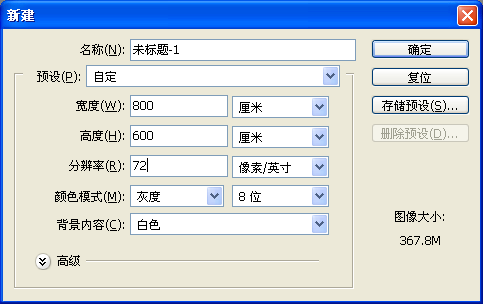 新建
名称(N): 未标题-1
确定
预设(P): 自定
复位
宽度(W): 800 厘米
存储预设(S)...
高度(H): 600 厘米
删除预设(D)...
分辨率(R): 72 像素/英寸
颜色模式(M): 灰度 8 位
背景内容(C): 白色
图像大小:
367.8M
高级